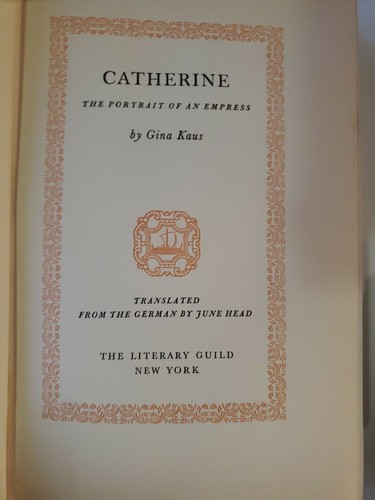 CATHERINE
THE PORTRAIT OF AN EMPRESS
by Gina Kaus
TRANSLATED
FROM THE GERMAN BY JUNE HEAD
THE LITERARY GUILD
NEW YORK